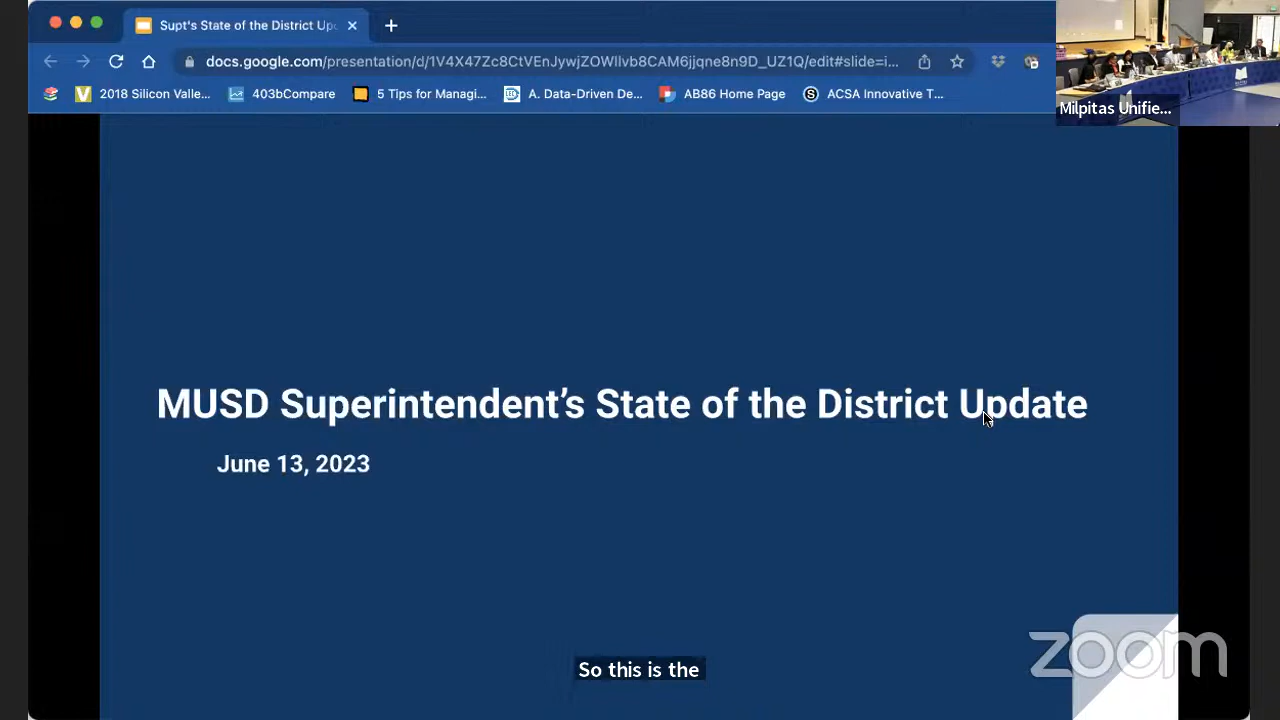 Supt's State of the District Up
docs.google.com/presentation/d/1V4X47Zc8CtVEnJywjZOWIlvb8CAM6jjqne8n9D_UZ1Q/edit#slide=i...
2018 Silicon Valle...
403bCompare
5 Tips for Managi...
A. Data-Driven De...
AB86 Home Page
ACSA Innovative T...
Milpitas Unifie...
MUSD Superintendent’s State of the District Update
June 13, 2023
So this is the
zoom